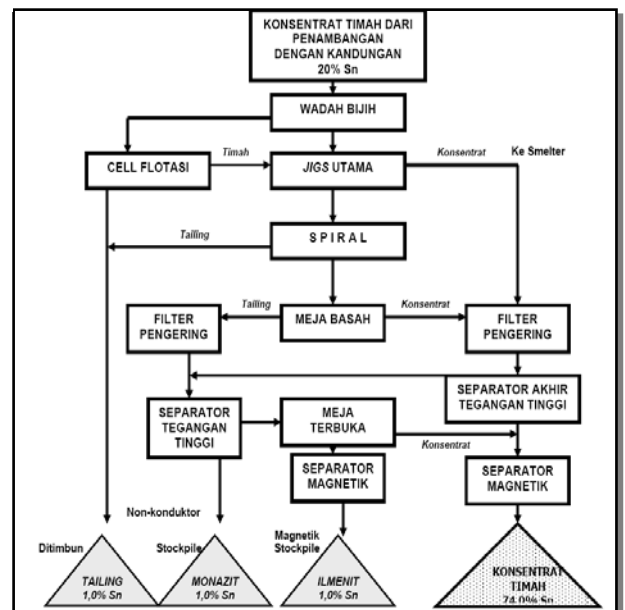 KONSENTRAT TIMAH DARI
PENAMBANGAN
DENGAN KANDUNGAN
20% Sn
WADAH BIJIH
CELL FLOTASI
Timah
JIGS UTAMA
Konsentrat
Ke Smelter
Tailing
S P I R A L
FILTER
PENGERING
Tailing
MEJA BASAH
Konsentrat
FILTER
PENGERING
SEPARATOR AKHIR
TEGANGAN TINGGI
SEPARATOR
TEGANGAN
TINGGI
MEJA
TERBUKA
Konsentrat
SEPARATOR
MAGNETIK
SEPARATOR
MAGNETIK
Non-konduktor
Ditimbun
Stockpile
Magnetik
Stockpile
TAILING
1,0% Sn
MONAZIT
1,0% Sn
ILMENIT
1,0% Sn
KONSENTRAT
TIMAH
74,0% Sn